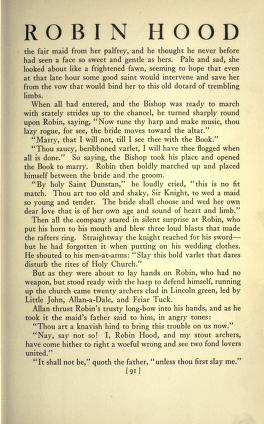 ROBIN HOOD
the fair maid from her palfrey, and he thought he never before
had seen a face so sweet and gentle as hers. Pale and sad, she
looked about like a frightened fawn, seeming to hope that even
at that late hour some good saint would intervene and save her
from the vow that would bind her to this old dotard of trembling
limbs.
When all had entered, and the Bishop was ready to march
with stately strides up to the chancel, he turned sharply round
upon Robin, saying, "Now tune thy harp and make music, thou
lazy rogue, for see, the bride moves toward the altar."
"Marry, that I will not, till I see thee with the Book."
"Thou saucy, beribboned varlet, I will have thee flogged when
all is done." So saying, the Bishop took his place and opened
the Book to marry. Robin then boldly marched up and placed
himself between the bride and the groom.
"By holy Saint Dunstan," he loudly cried, "this is no fit
match. Thou art too old and shaky, Sir Knight, to wed a maid
so young and tender. The bride shall choose and wed her own
dear love that is of her own age and sound of heart and limb."
Then all the company stared in silent surprise at Robin, who
put his horn to his mouth and blew three loud blasts that made
the rafters ring. Straightway the knight reached for his sword—
but he had forgotten it when putting on his wedding clothes.
He shouted to his men-at-arms: "Slay this bold varlet that dares
disturb the rites of Holy Church."
But as they were about to lay hands on Robin, who had no
weapon, but stood ready with the harp to defend himself, running
up the church came twenty archers clad in Lincoln green, led by
Little John, Allan-a-Dale, and Friar Tuck.
Allan thrust Robin's trusty long-bow into his hands, and as he
took it the maid's father said to him, in angry tones:
"Thou art a knavish hind to bring this trouble on us now."
"Nay, say not so! I, Robin Hood, and my stout archers,
have come hither to right a woeful wrong and see two fond lovers
united."
"It shall not be," quoth the father, "unless thou first slay me."
[91]